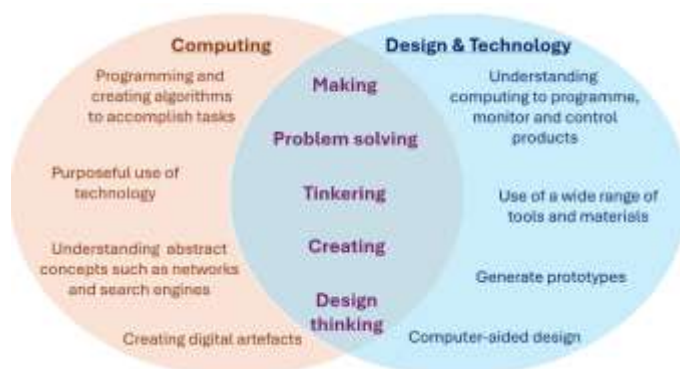 Computing
Design & Technology
Programming and
creating algorithms
to accomplish tasks
Purposeful use of
technology
Understanding abstract
concepts such as networks
and search engines
Creating digital artefacts
Making
Problem solving
Tinkering
Creating
Design
thinking
Understanding
computing to programme,
monitor and control
products
Use of a wide range of
tools and materials
Generate prototypes
Computer-aided design